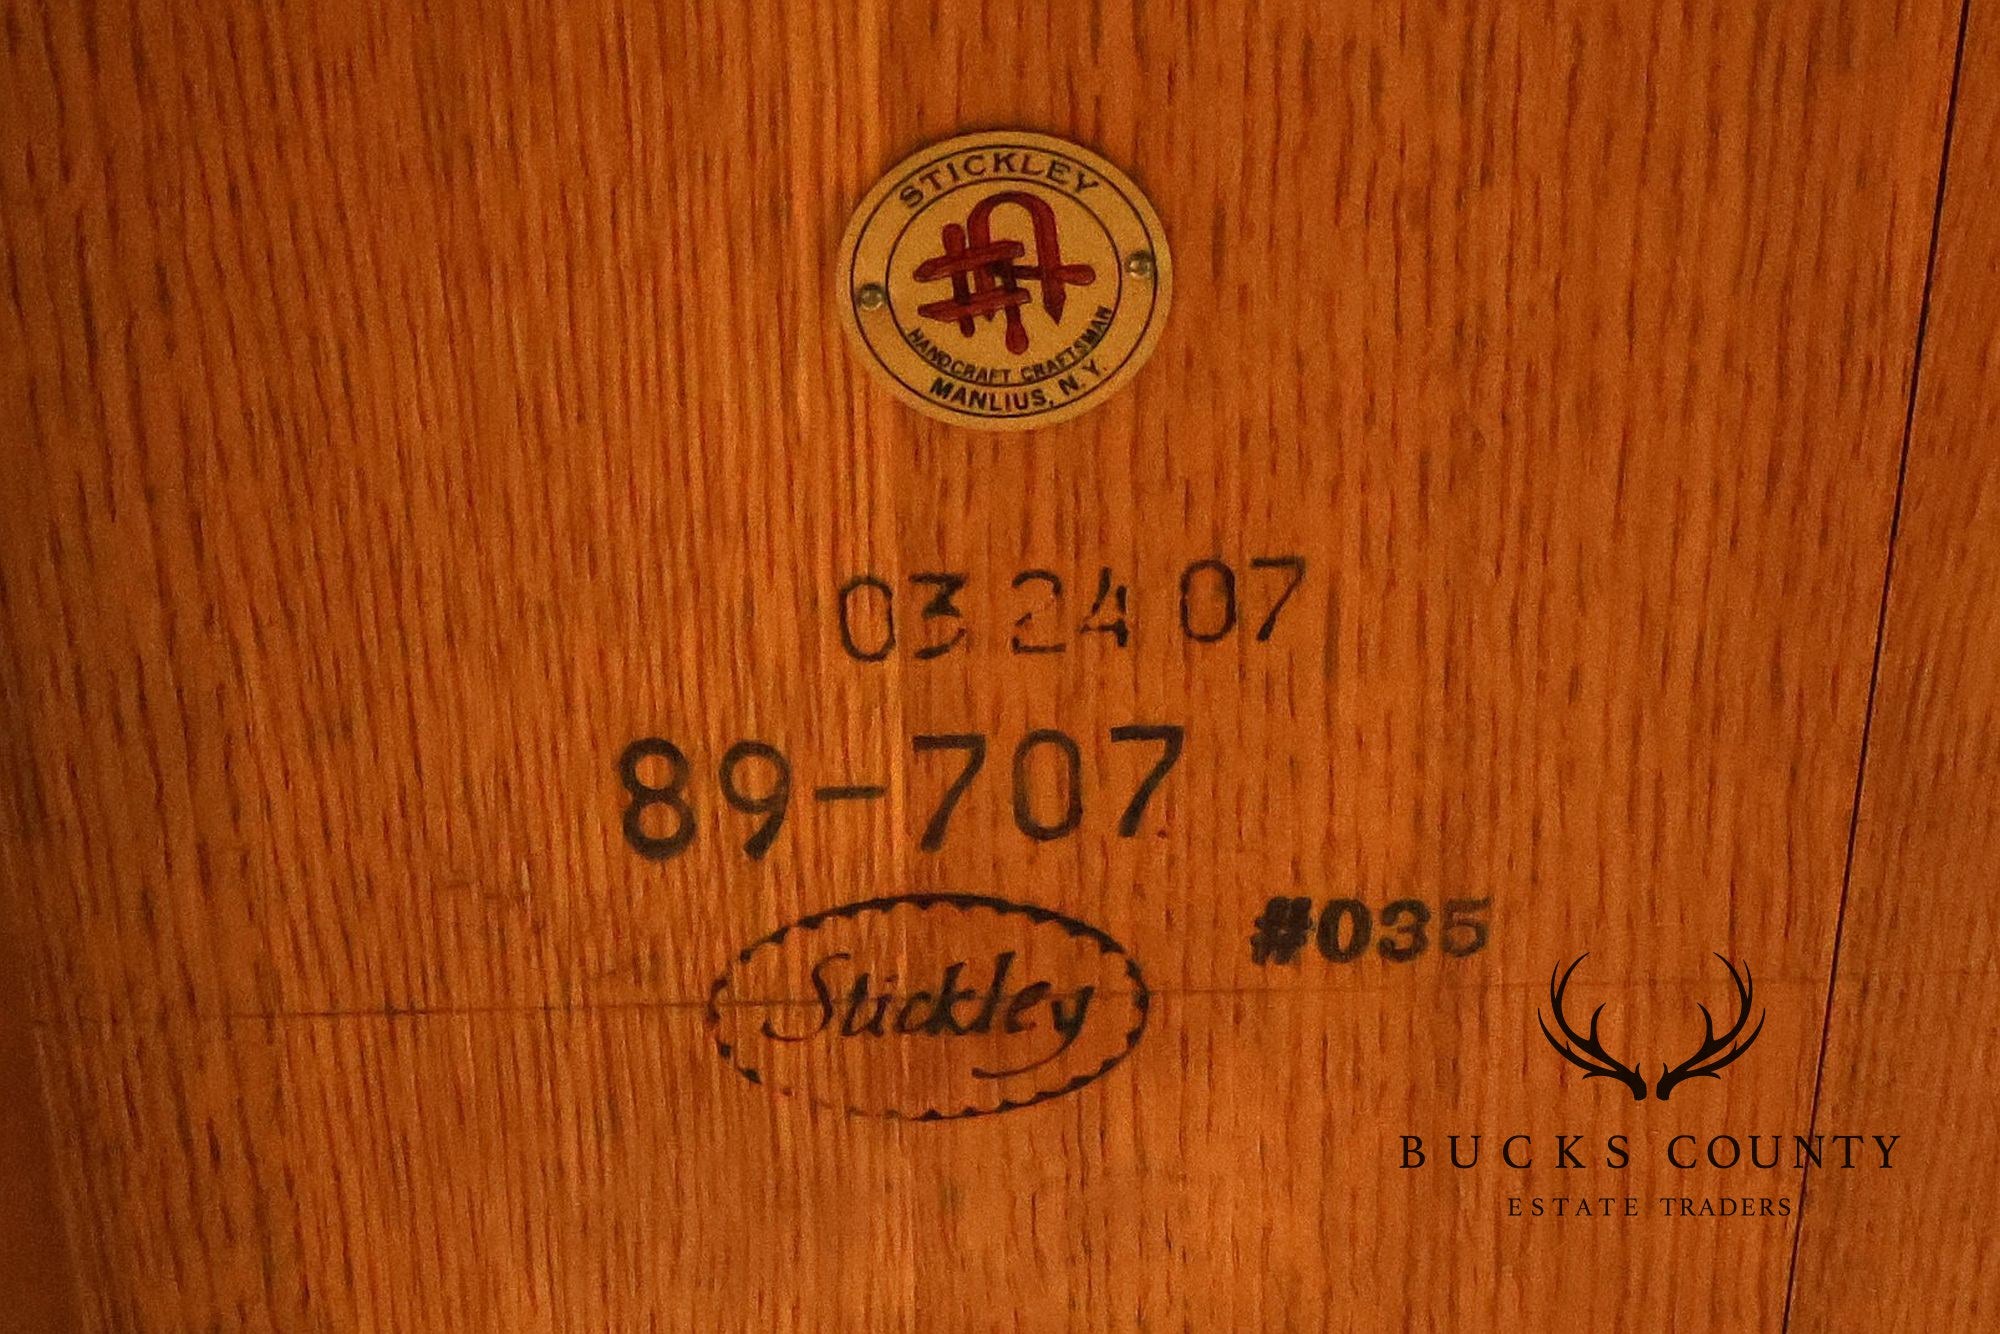 STICKLEY
HANDCRAFT CRAFTSMAN
MANLIUS, N.Y.
03 24 07
89-707
#035
Stickley
BUCKS COUNTY
ESTATE TRADERS